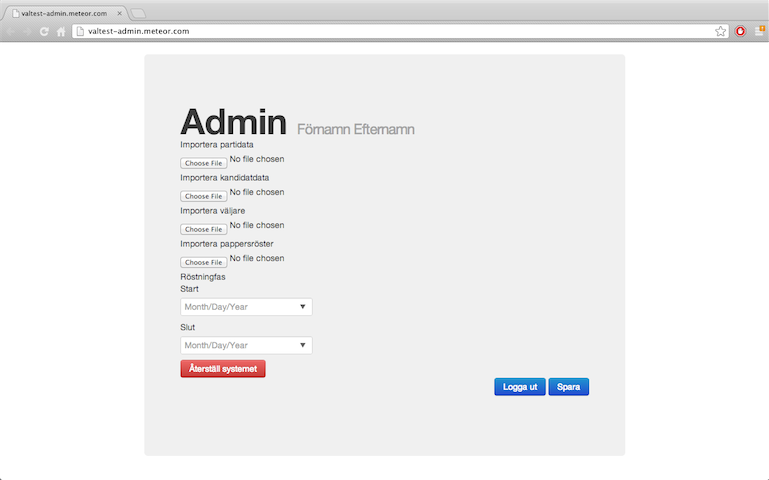 valtest-admin.meteor.com
valtest-admin.meteor.com
Admin Förnamn Efternamn
Importera partidata
Choose File No file chosen
Importera kandidatdata
Choose File No file chosen
Importera väljare
Choose File No file chosen
Importera pappersröster
Choose File No file chosen
Röstningfas
Start
Month/Day/Year
Slut
Month/Day/Year
Återställ systemet
Logga ut Spara